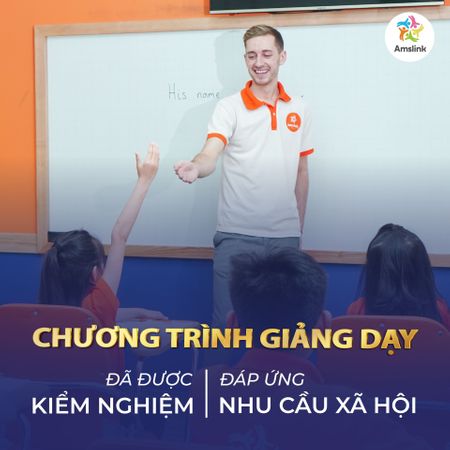 Amslink
His name
CHƯƠNG TRÌNH GIẢNG DẠY
ĐÃ ĐƯỢC
KIỂM NGHIỆM
ĐÁP ỨNG
NHU CẦU XÃ HỘI